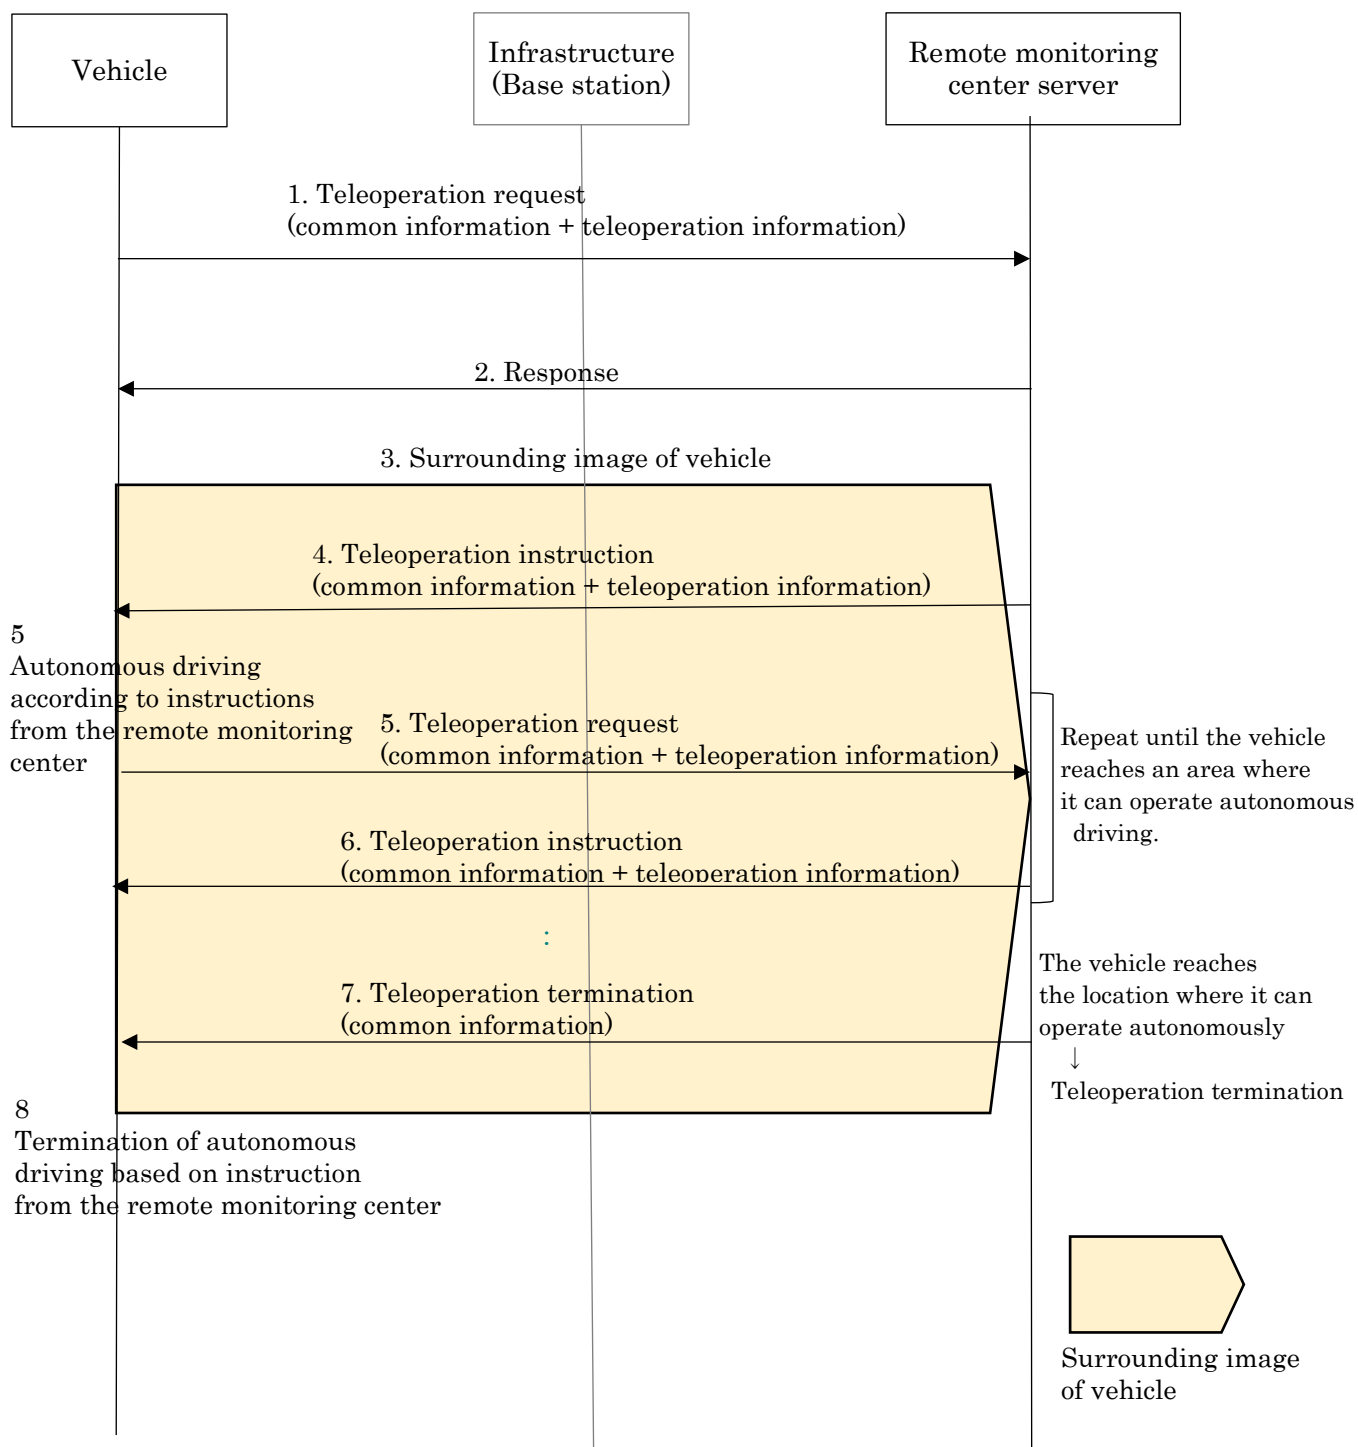 Vehicle
Infrastructure
(Base station)
Remote monitoring
center server
1. Teleoperation request
(common information + teleoperation information)
2. Response
3. Surrounding image of vehicle
4. Teleoperation instruction
(common information + teleoperation information)
5
Autonomous driving
according to instructions
from the remote monitoring
center
5. Teleoperation request
(common information + teleoperation information)
Repeat until the vehicle
reaches an area where
it can operate autonomous
driving.
6. Teleoperation instruction
(common information + teleoperation information)
:
7. Teleoperation termination
(common information)
The vehicle reaches
the location where it can
operate autonomously
↓
Teleoperation termination
8
Termination of autonomous
driving based on instruction
from the remote monitoring center
Surrounding image
of vehicle